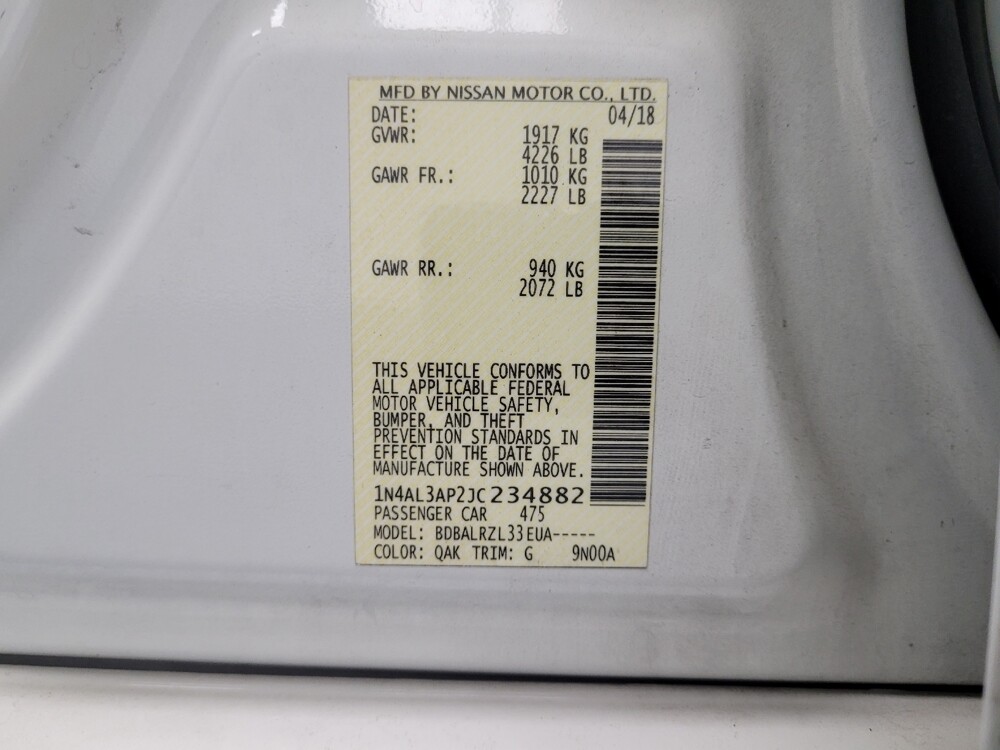 MFD BY NISSAN MOTOR CO., LTD.
DATE: 04/18
GVWR: 1917 KG
4226 LB
GAWR FR.: 1010 KG
2227 LB
GAWR RR.: 940 KG
2072 LB
THIS VEHICLE CONFORMS TO
ALL APPLICABLE FEDERAL
MOTOR VEHICLE SAFETY,
BUMPER, AND THEFT
PREVENTION STANDARDS IN
EFFECT ON THE DATE OF
MANUFACTURE SHOWN ABOVE.
1N4AL3AP2JC234882
PASSENGER CAR 475
MODEL: BDBALRZL33EUA-----
COLOR: QAK TRIM: G 9N00A